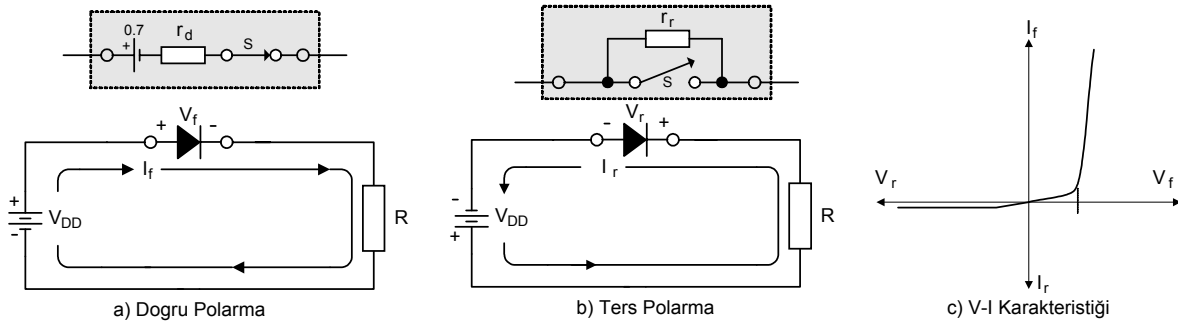 0.7
+
r_d
S
V_f
+ -
I_f
+
V_DD
-
R
a) Dogru Polarma
r_r
S
V_r
- +
I_r
-
V_DD
+
R
b) Ters Polarma
I_f
V_r
V_f
I_r
c) V-I Karakteristiği